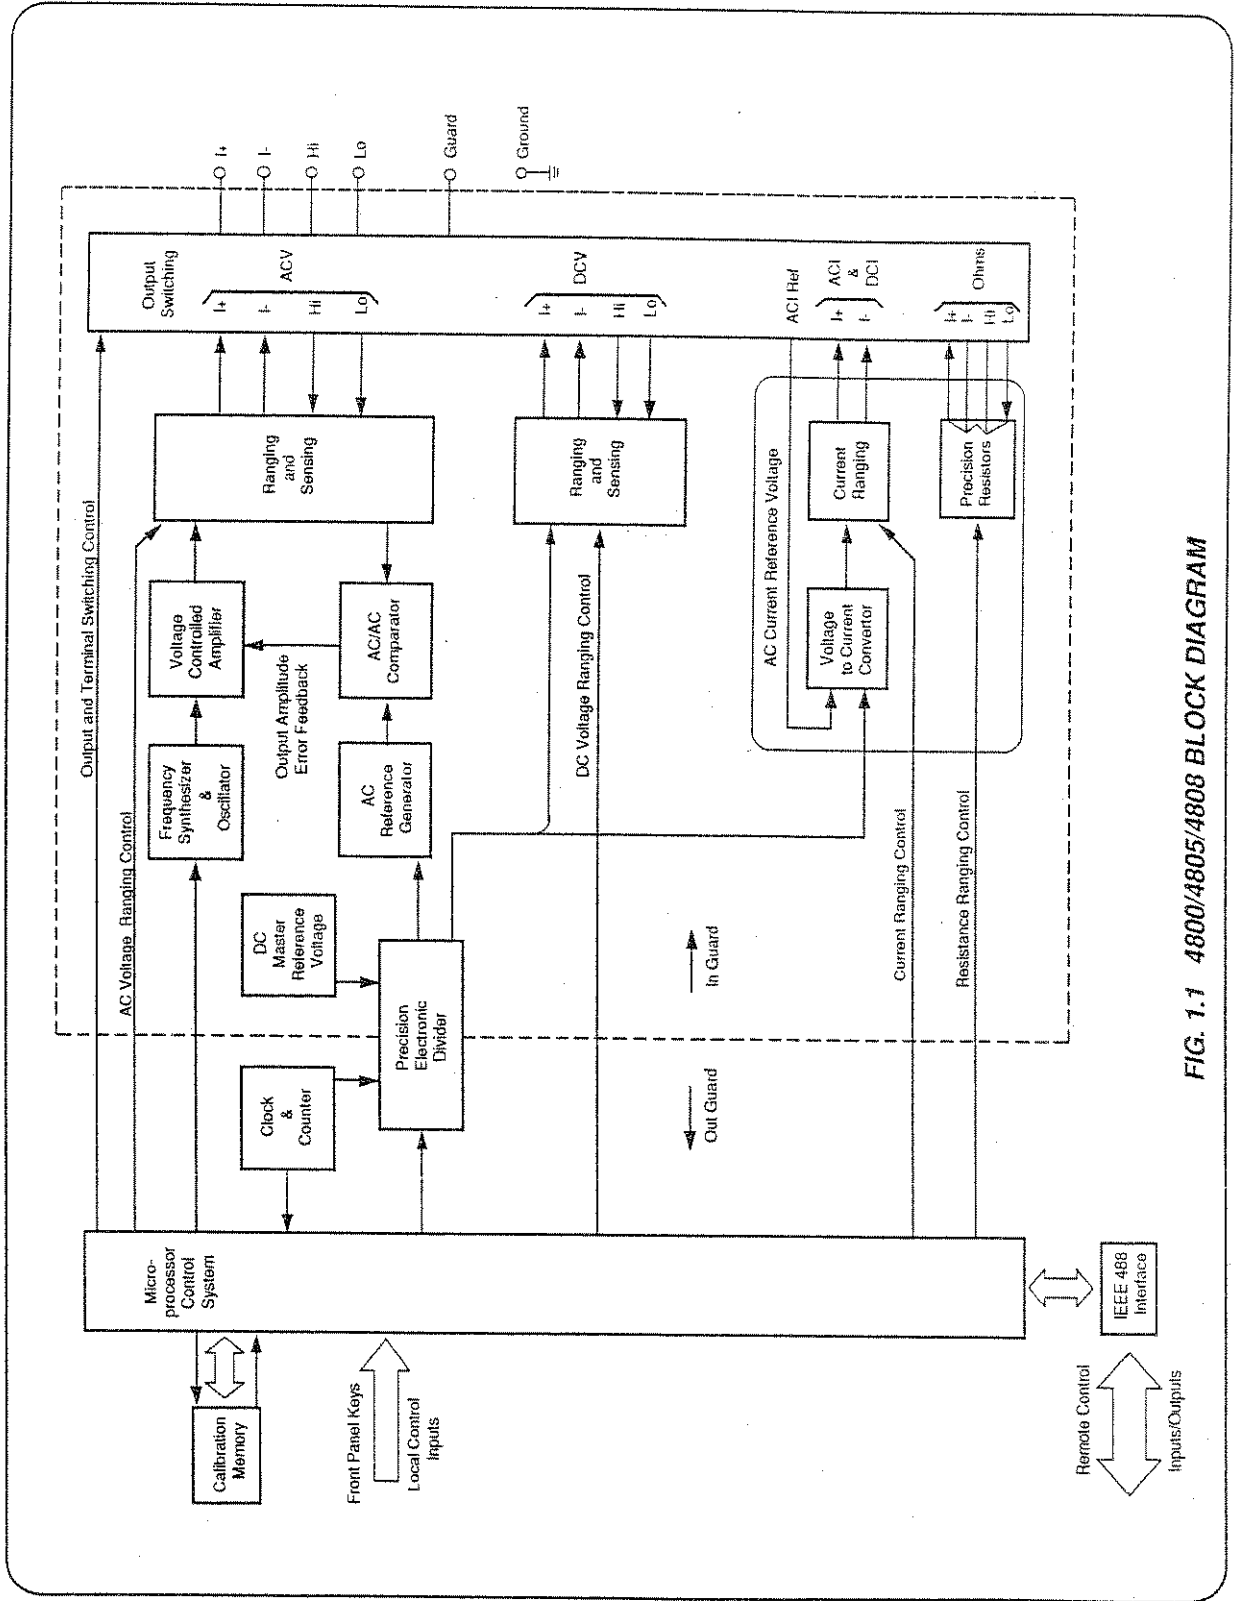 Output and Terminal Switching Control
AC Voltage Ranging Control
Micro-
processor
Control
System
Calibration
Memory
Front Panel Keys
Local Control
Inputs
Remote Control
Inputs/Outputs
IEEE 488
Interface
Clock
&
Counter
DC
Master
Reference
Voltage
Precision
Electronic
Divider
Frequency
Synthesizer
&
Oscillator
Voltage
Controlled
Amplifier
Output Amplitude
Error Feedback
AC
Reference
Generator
AC/AC
Comparator
Ranging
and
Sensing
Output
Switching
I+
I-
Hi
Lo
ACV
I+
I-
Hi
Lo
Guard
Ground
DC Voltage Ranging Control
Ranging
and
Sensing
I+
I-
Hi
Lo
DCV
Out Guard
In Guard
AC Current Reference Voltage
ACI Ref
Voltage
to Current
Convertor
Current
Ranging
I+
I-
ACI
&
DCI
Current Ranging Control
Resistance Ranging Control
Precision
Resistors
I+
I-
Hi
Lo
Ohms
FIG. 1.1 4800/4805/4808 BLOCK DIAGRAM